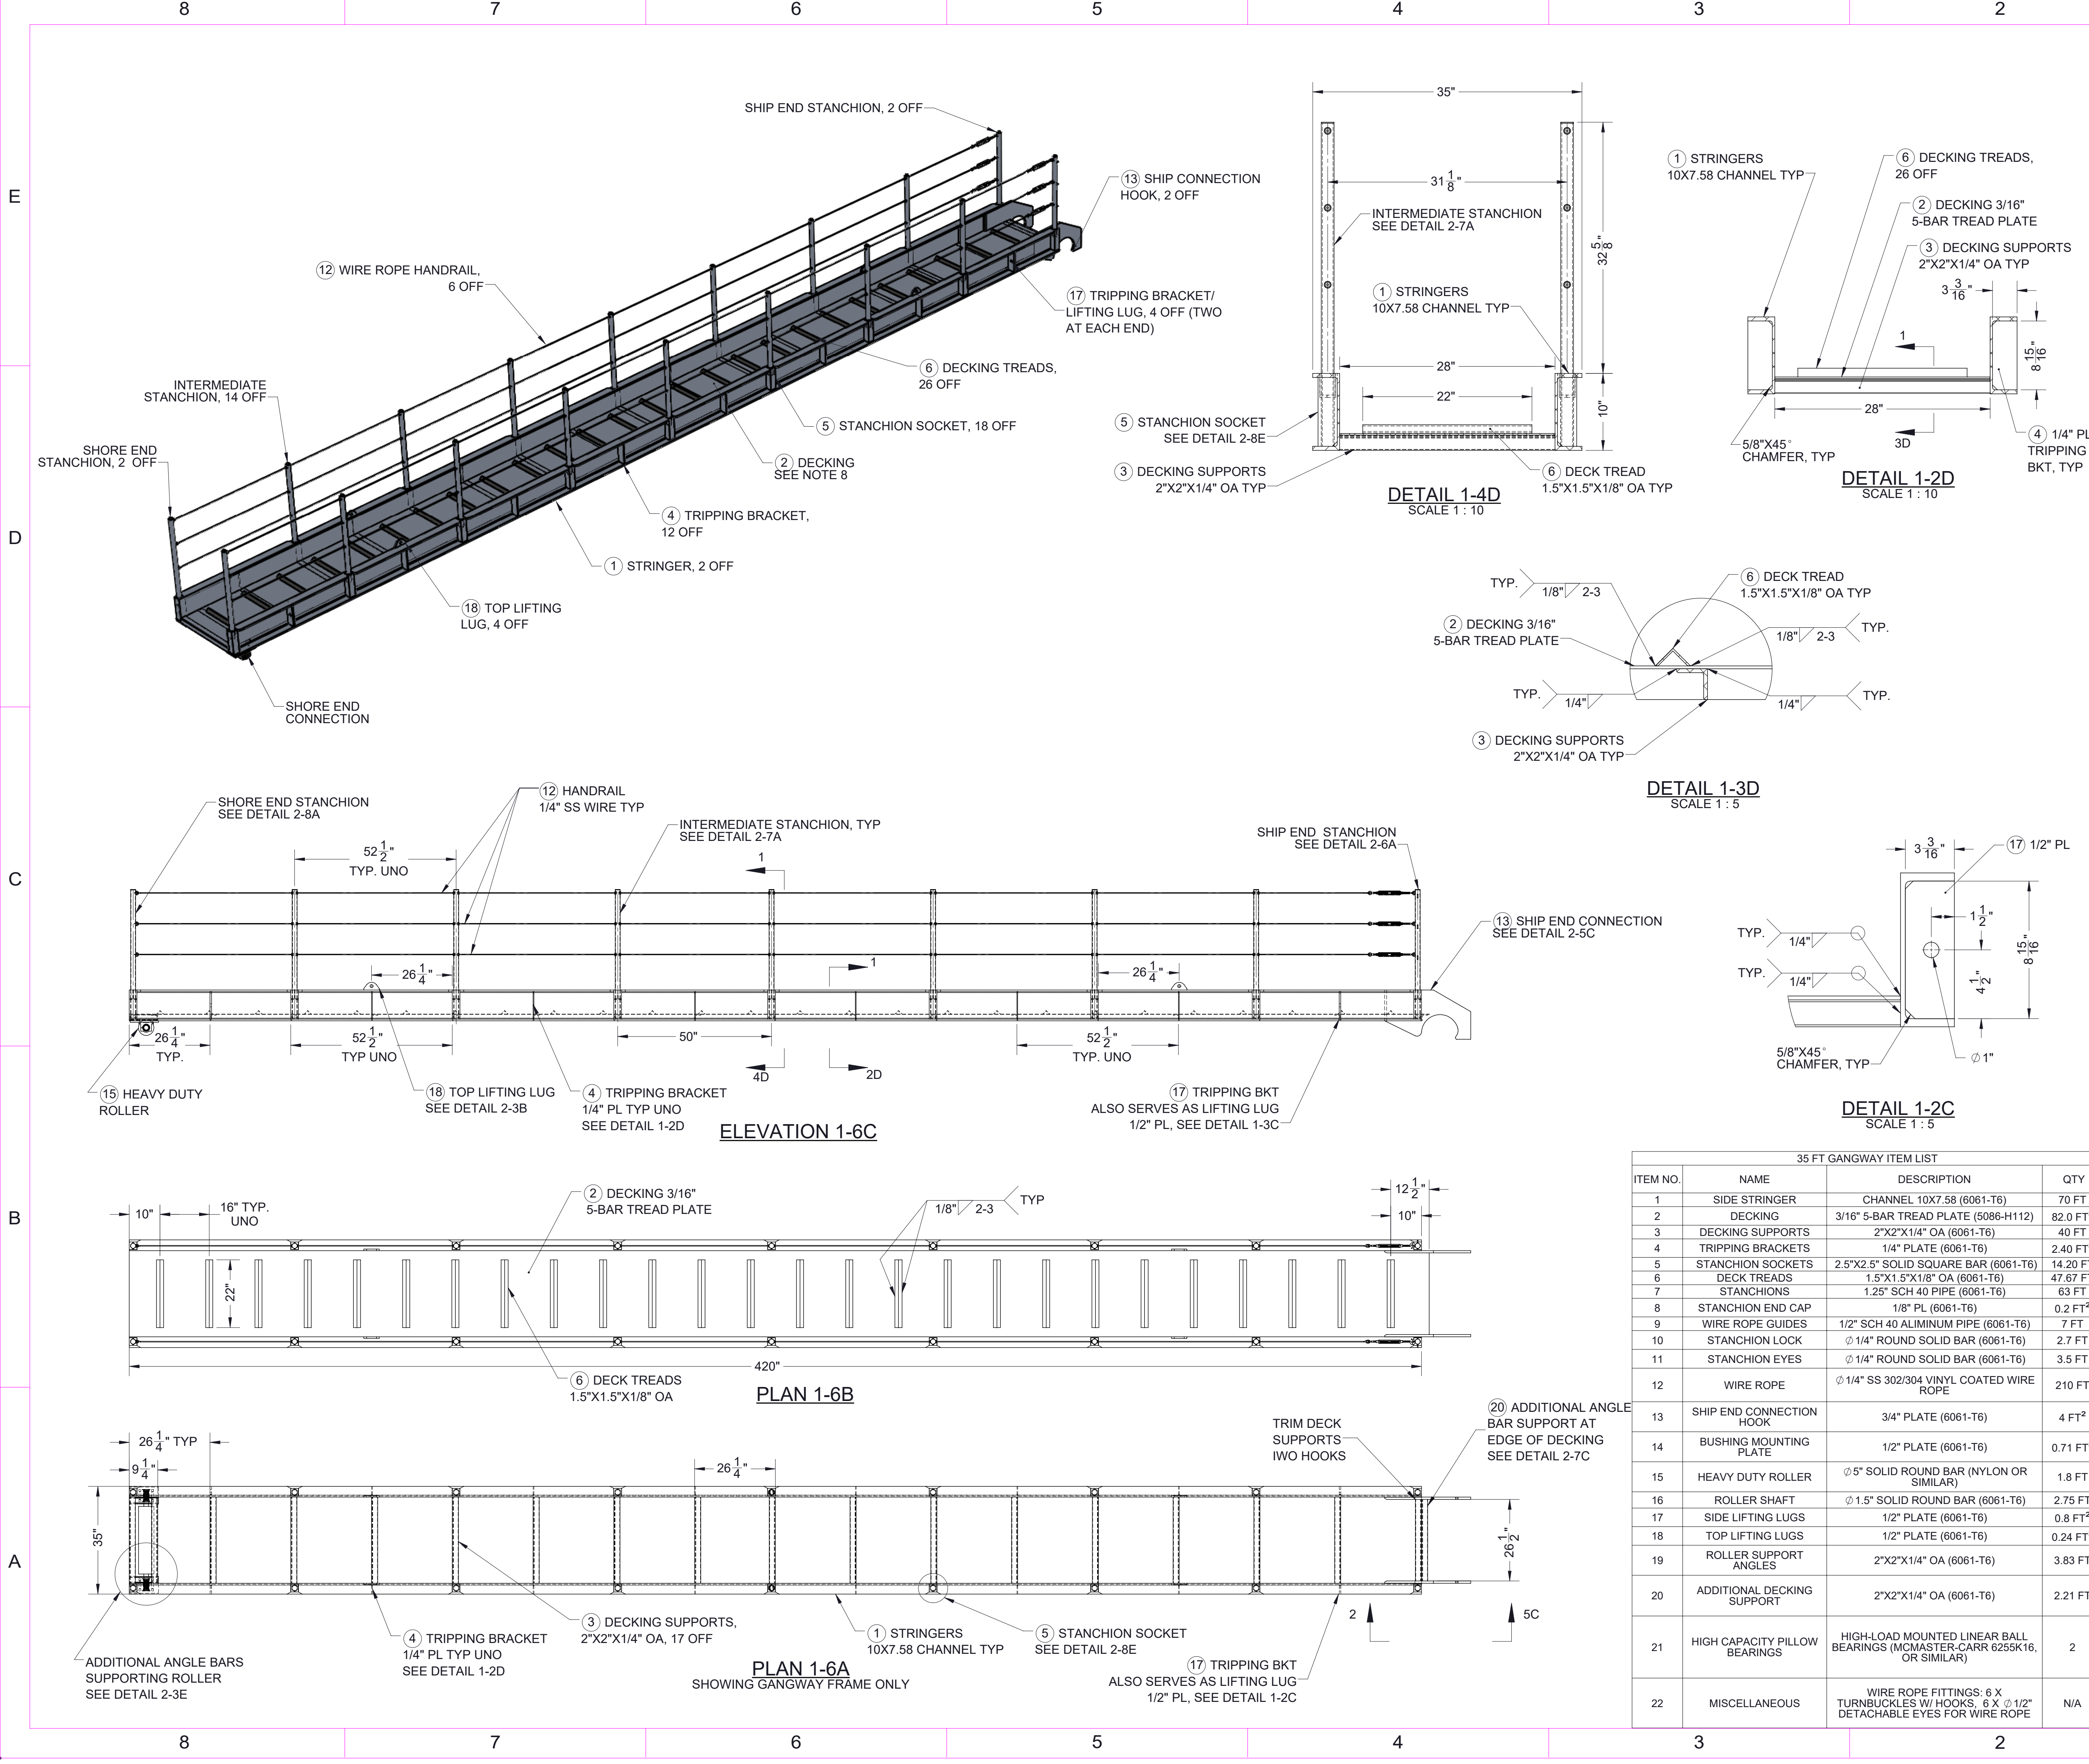 8 7 6 5 4 3 2
E
D
C
B
A
SHIP END STANCHION, 2 OFF
13 SHIP CONNECTION
HOOK, 2 OFF
12 WIRE ROPE HANDRAIL,
6 OFF
17 TRIPPING BRACKET/
LIFTING LUG, 4 OFF (TWO
AT EACH END)
6 DECKING TREADS,
26 OFF
INTERMEDIATE
STANCHION, 14 OFF
5 STANCHION SOCKET, 18 OFF
SHORE END
STANCHION, 2 OFF
2 DECKING
SEE NOTE 8
4 TRIPPING BRACKET,
12 OFF
1 STRINGER, 2 OFF
18 TOP LIFTING
LUG, 4 OFF
SHORE END
CONNECTION
35"
31 1/8"
INTERMEDIATE STANCHION
SEE DETAIL 2-7A
32 5/8"
1 STRINGERS
10X7.58 CHANNEL TYP
28"
22"
10"
5 STANCHION SOCKET
SEE DETAIL 2-8E
3 DECKING SUPPORTS
2"X2"X1/4" OA TYP
6 DECK TREAD
1.5"X1.5"X1/8" OA TYP
DETAIL 1-4D
SCALE 1 : 10
1 STRINGERS
10X7.58 CHANNEL TYP
6 DECKING TREADS,
26 OFF
2 DECKING 3/16"
5-BAR TREAD PLATE
3 DECKING SUPPORTS
2"X2"X1/4" OA TYP
3 3/16"
1
8 15/16"
28"
3D
5/8"X45°
CHAMFER, TYP
4 1/4" PL
TRIPPING
BKT, TYP
DETAIL 1-2D
SCALE 1 : 10
TYP.
1/8" 2-3
6 DECK TREAD
1.5"X1.5"X1/8" OA TYP
2 DECKING 3/16"
5-BAR TREAD PLATE
1/8" 2-3
TYP.
TYP.
1/4"
1/4"
TYP.
3 DECKING SUPPORTS
2"X2"X1/4" OA TYP
DETAIL 1-3D
SCALE 1 : 5
SHORE END STANCHION
SEE DETAIL 2-8A
12 HANDRAIL
1/4" SS WIRE TYP
INTERMEDIATE STANCHION, TYP
SEE DETAIL 2-7A
SHIP END STANCHION
SEE DETAIL 2-6A
52 1/2"
TYP. UNO
1
13 SHIP END CONNECTION
SEE DETAIL 2-5C
26 1/4"
1
26 1/4"
26 1/4"
TYP.
52 1/2"
TYP UNO
50"
52 1/2"
TYP. UNO
4D
2D
15 HEAVY DUTY
ROLLER
18 TOP LIFTING LUG
SEE DETAIL 2-3B
4 TRIPPING BRACKET
1/4" PL TYP UNO
SEE DETAIL 1-2D
17 TRIPPING BKT
ALSO SERVES AS LIFTING LUG
1/2" PL, SEE DETAIL 1-3C
ELEVATION 1-6C
3 3/16"
17 1/2" PL
TYP.
1/4"
TYP.
1/4"
1 1/2"
8 15/16"
4 1/2"
5/8"X45°
CHAMFER, TYP
∅1"
DETAIL 1-2C
SCALE 1 : 5
10"
16" TYP.
UNO
2 DECKING 3/16"
5-BAR TREAD PLATE
1/8" 2-3
TYP
12 1/2"
10"
22"
420"
6 DECK TREADS
1.5"X1.5"X1/8" OA
PLAN 1-6B
26 1/4" TYP
9 1/4"
26 1/4"
TRIM DECK
SUPPORTS
IWO HOOKS
20 ADDITIONAL ANGLE
BAR SUPPORT AT
EDGE OF DECKING
SEE DETAIL 2-7C
35"
26 1/2"
2
5C
ADDITIONAL ANGLE BARS
SUPPORTING ROLLER
SEE DETAIL 2-3E
4 TRIPPING BRACKET
1/4" PL TYP UNO
SEE DETAIL 1-2D
3 DECKING SUPPORTS,
2"X2"X1/4" OA, 17 OFF
1 STRINGERS
10X7.58 CHANNEL TYP
5 STANCHION SOCKET
SEE DETAIL 2-8E
17 TRIPPING BKT
ALSO SERVES AS LIFTING LUG
1/2" PL, SEE DETAIL 1-2C
PLAN 1-6A
SHOWING GANGWAY FRAME ONLY
35 FT GANGWAY ITEM LIST
ITEM NO. NAME DESCRIPTION QTY
1 SIDE STRINGER CHANNEL 10X7.58 (6061-T6) 70 FT
2 DECKING 3/16" 5-BAR TREAD PLATE (5086-H112) 82.0 FT
3 DECKING SUPPORTS 2"X2"X1/4" OA (6061-T6) 40 FT
4 TRIPPING BRACKETS 1/4" PLATE (6061-T6) 2.40 FT
5 STANCHION SOCKETS 2.5"X2.5" SOLID SQUARE BAR (6061-T6) 14.20 FT
6 DECK TREADS 1.5"X1.5"X1/8" OA (6061-T6) 47.67 FT
7 STANCHIONS 1.25" SCH 40 PIPE (6061-T6) 63 FT
8 STANCHION END CAP 1/8" PL (6061-T6) 0.2 FT²
9 WIRE ROPE GUIDES 1/2" SCH 40 ALIMINUM PIPE (6061-T6) 7 FT
10 STANCHION LOCK ∅1/4" ROUND SOLID BAR (6061-T6) 2.7 FT
11 STANCHION EYES ∅1/4" ROUND SOLID BAR (6061-T6) 3.5 FT
12 WIRE ROPE ∅1/4" SS 302/304 VINYL COATED WIRE
ROPE 210 FT
13 SHIP END CONNECTION
HOOK 3/4" PLATE (6061-T6) 4 FT²
14 BUSHING MOUNTING
PLATE 1/2" PLATE (6061-T6) 0.71 FT
15 HEAVY DUTY ROLLER ∅5" SOLID ROUND BAR (NYLON OR
SIMILAR) 1.8 FT
16 ROLLER SHAFT ∅1.5" SOLID ROUND BAR (6061-T6) 2.75 FT
17 SIDE LIFTING LUGS 1/2" PLATE (6061-T6) 0.8 FT²
18 TOP LIFTING LUGS 1/2" PLATE (6061-T6) 0.24 FT
19 ROLLER SUPPORT
ANGLES 2"X2"X1/4" OA (6061-T6) 3.83 FT
20 ADDITIONAL DECKING
SUPPORT 2"X2"X1/4" OA (6061-T6) 2.21 FT
21 HIGH CAPACITY PILLOW
BEARINGS HIGH-LOAD MOUNTED LINEAR BALL
BEARINGS (MCMASTER-CARR 6255K16,
OR SIMILAR) 2
22 MISCELLANEOUS WIRE ROPE FITTINGS: 6 X
TURNBUCKLES W/ HOOKS, 6 X ∅1/2"
DETACHABLE EYES FOR WIRE ROPE N/A
8 7 6 5 4 3 2